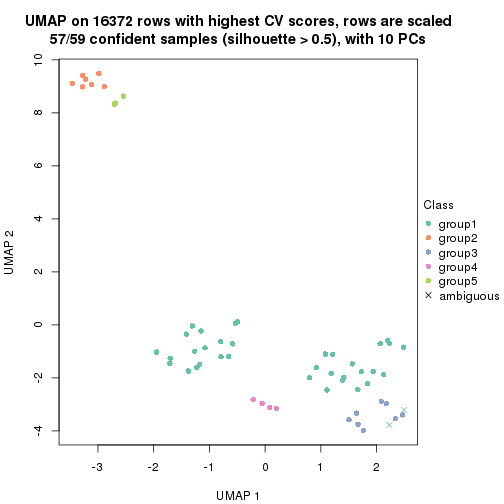 UMAP on 16372 rows with highest CV scores, rows are scaled
57/59 confident samples (silhouette > 0.5), with 10 PCs
10
8
6
4
2
0
-2
-4
UMAP 2
-3
-2
-1
0
1
2
UMAP 1
Class
group1
group2
group3
group4
group5
ambiguous